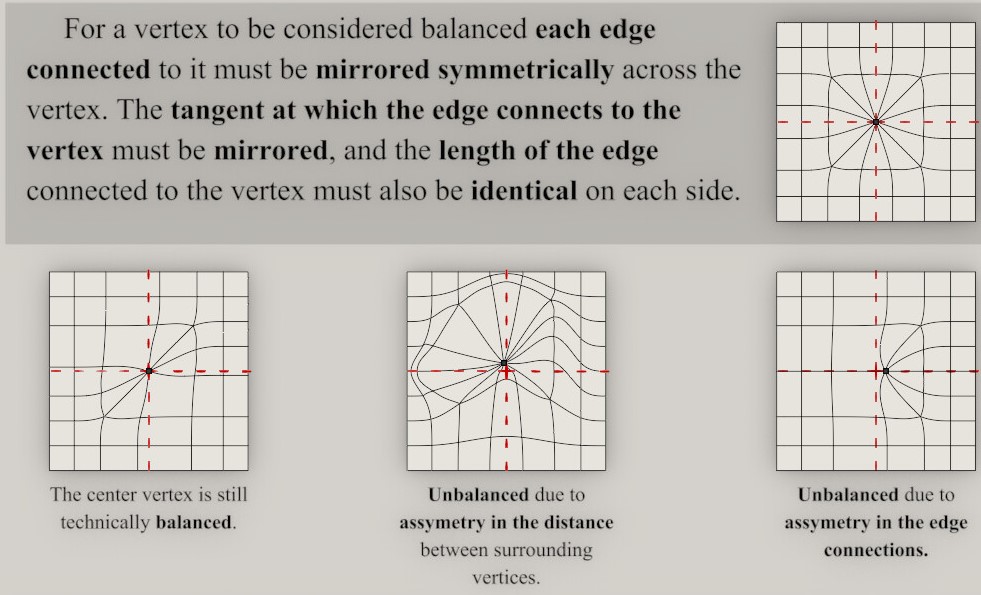 For a vertex to be considered balanced each edge
connected to it must be mirrored symmetrically across the
vertex. The tangent at which the edge connects to the
vertex must be mirrored, and the length of the edge
connected to the vertex must also be identical on each side.
The center vertex is still
technically balanced.
Unbalanced due to
assymetry in the distance
between surrounding
vertices.
Unbalanced due to
assymetry in the edge
connections.